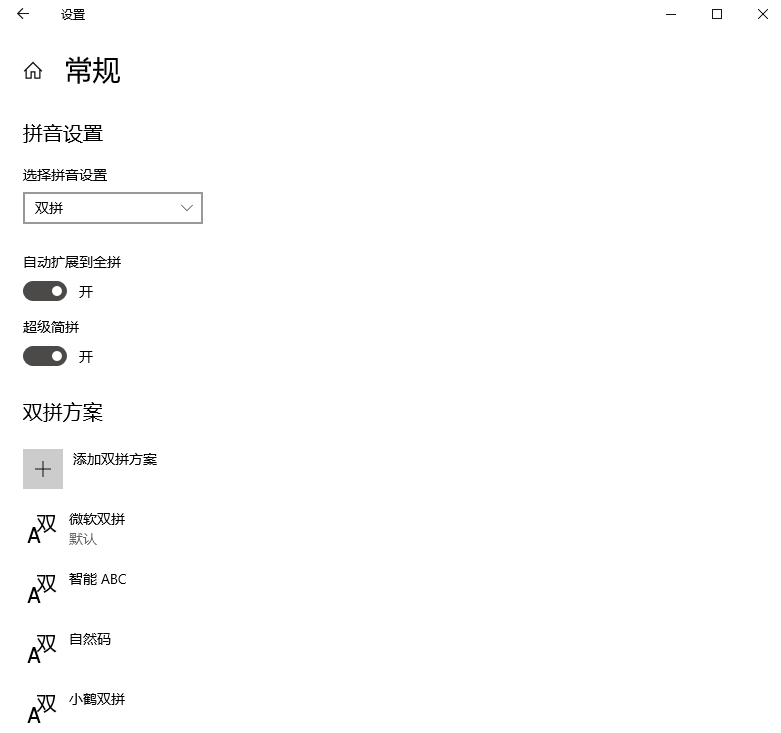 设置
常规
拼音设置
选择拼音设置
双拼
自动扩展到全拼
开
超级简拼
开
双拼方案
添加双拼方案
A双
微软双拼
默认
A双
智能 ABC
A双
自然码
A双
小鹤双拼